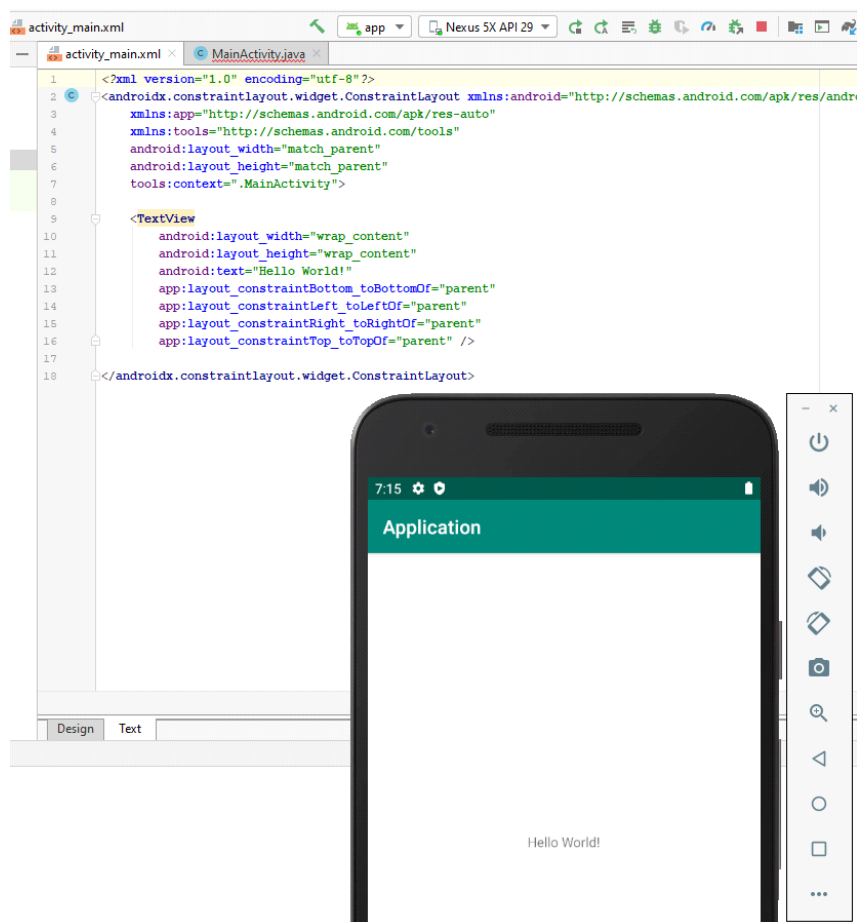 activity_main.xml
app
Nexus 5X API 29
activity_main.xml
MainActivity.java
1 <?xml version="1.0" encoding="utf-8"?>
2 <androidx.constraintlayout.widget.ConstraintLayout xmlns:android="http://schemas.android.com/apk/res/andro
3 xmlns:app="http://schemas.android.com/apk/res-auto"
4 xmlns:tools="http://schemas.android.com/tools"
5 android:layout_width="match_parent"
6 android:layout_height="match_parent"
7 tools:context=".MainActivity">
8
9 <TextView
10 android:layout_width="wrap_content"
11 android:layout_height="wrap_content"
12 android:text="Hello World!"
13 app:layout_constraintBottom_toBottomOf="parent"
14 app:layout_constraintLeft_toLeftOf="parent"
15 app:layout_constraintRight_toRightOf="parent"
16 app:layout_constraintTop_toTopOf="parent" />
17
18 </androidx.constraintlayout.widget.ConstraintLayout>
7:15
Application
Design Text
Hello World!